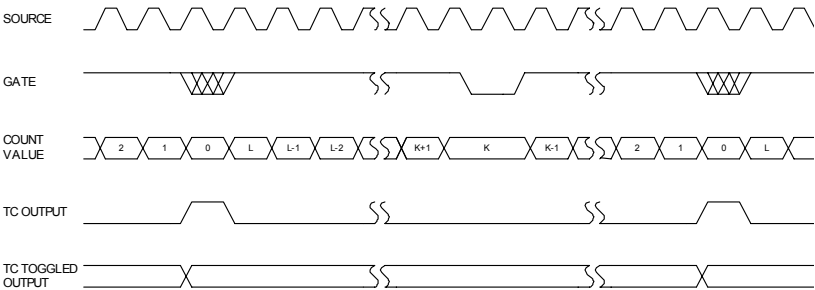 SOURCE
GATE
COUNT
VALUE
2 1 0 L L-1 L-2 K+1 K K-1 2 1 0 L
TC OUTPUT
TC TOGGLED
OUTPUT